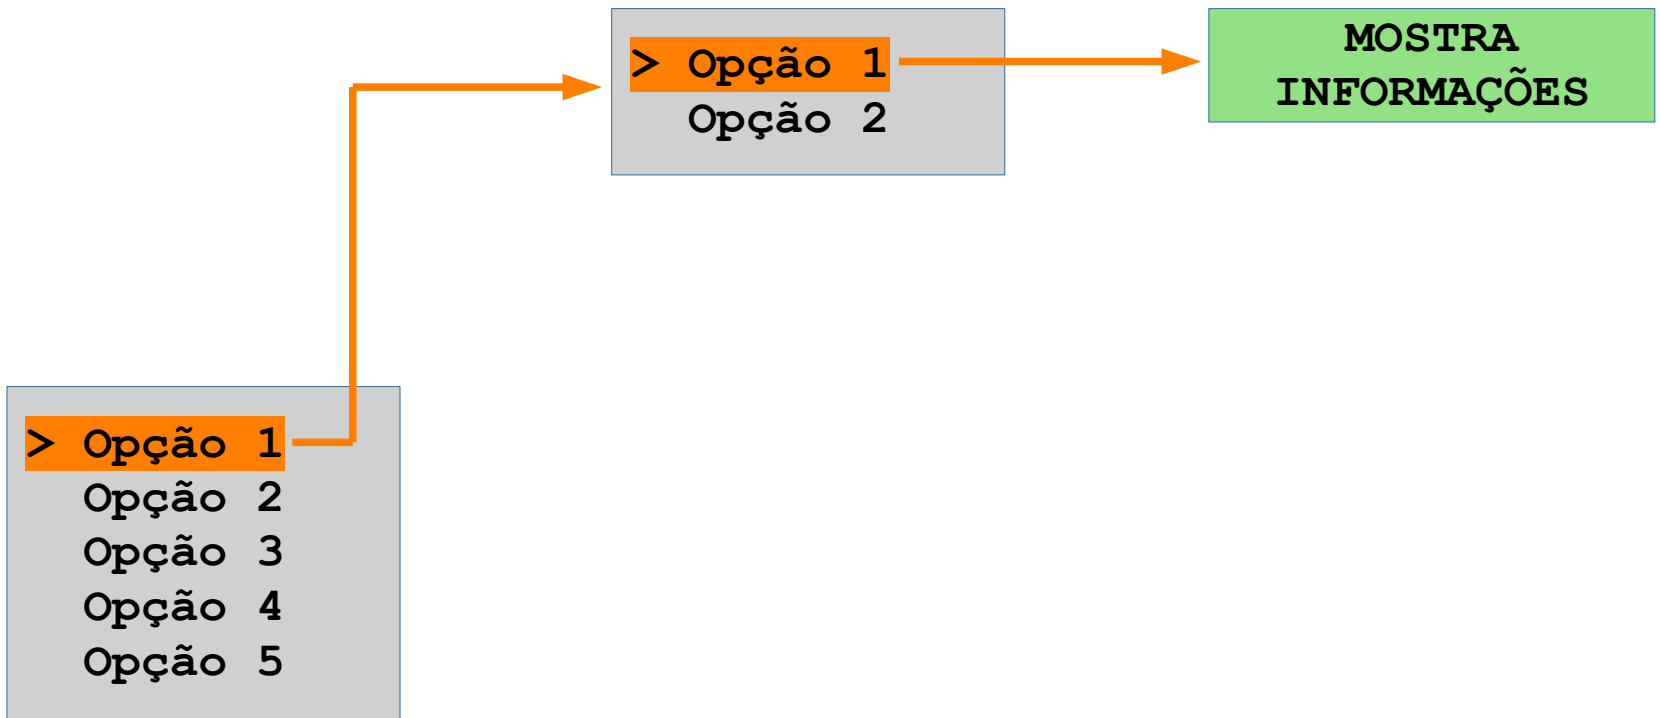 > Opção 1
Opção 2
MOSTRA
INFORMAÇÕES
> Opção 1
Opção 2
Opção 3
Opção 4
Opção 5